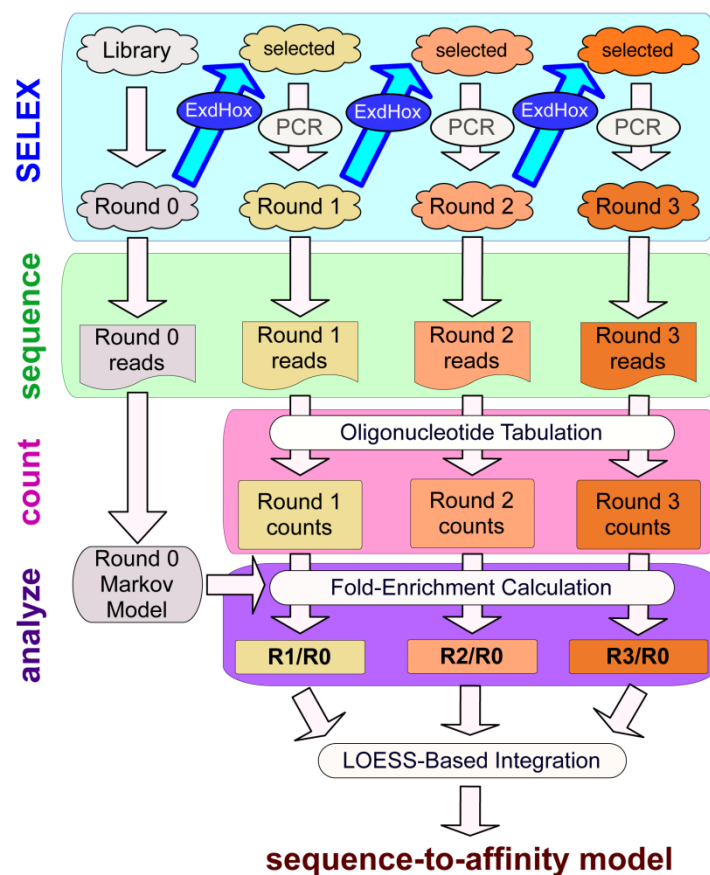 SELEX
Library
selected
selected
selected
ExdHox
PCR
ExdHox
PCR
ExdHox
PCR
Round 0
Round 1
Round 2
Round 3
sequence
Round 0
reads
Round 1
reads
Round 2
reads
Round 3
reads
count
Oligonucleotide Tabulation
Round 1
counts
Round 2
counts
Round 3
counts
analyze
Round 0
Markov
Model
Fold-Enrichment Calculation
R1/R0
R2/R0
R3/R0
LOESS-Based Integration
sequence-to-affinity model